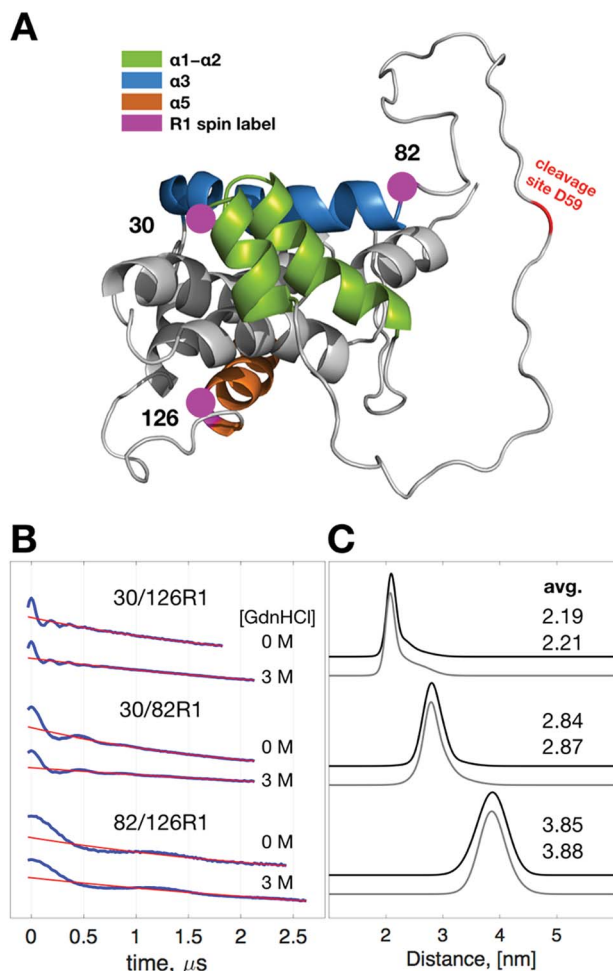 A
α1–α2
α3
α5
R1 spin label
82
cleavage
site D59
30
126
B
C
30/126R1
[GdnHCl]
0 M
3 M
30/82R1
0 M
3 M
82/126R1
0 M
3 M
0 0.5 1 1.5 2 2.5
time, μs
avg.
2.19
2.21
2.84
2.87
3.85
3.88
2 3 4 5
Distance, [nm]